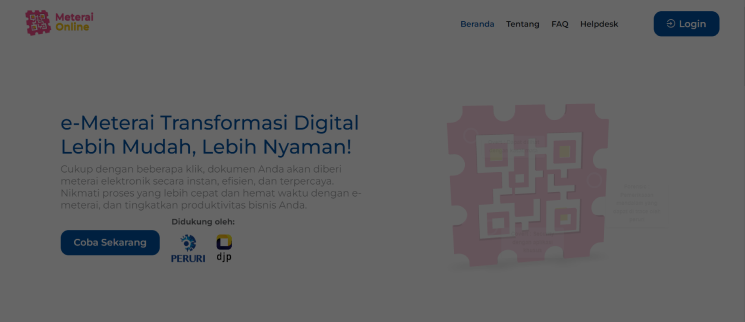 Meterai
Online
Beranda
Tentang
FAQ
Helpdesk
Login
e-Meterai Transformasi Digital
Lebih Mudah, Lebih Nyaman!
Cukup dengan beberapa klik, dokumen Anda akan diberi
meterai elektronik secara instan, efisien, dan terpercaya.
Nikmati proses yang lebih cepat dan hemat waktu dengan e-
meterai, dan tingkatkan produktivitas bisnis Anda.
Didukung oleh:
Coba Sekarang
PERURI
djp